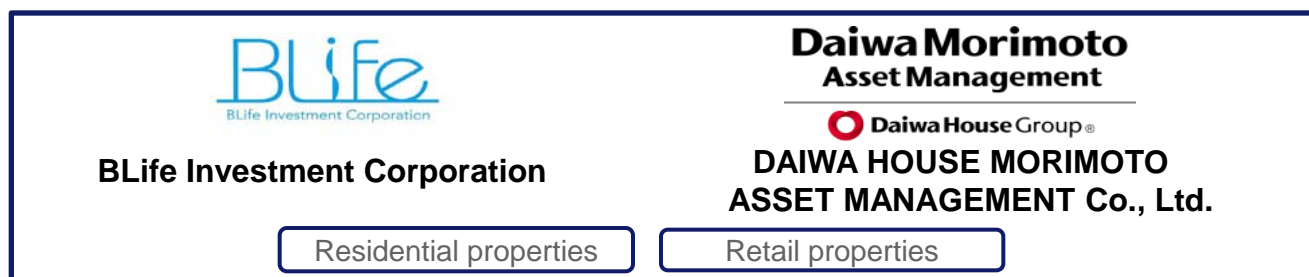 BLife
BLife Investment Corporation
BLife Investment Corporation
Daiwa Morimoto
Asset Management
Daiwa House Group®
DAIWA HOUSE MORIMOTO
ASSET MANAGEMENT Co., Ltd.
Residential properties
Retail properties